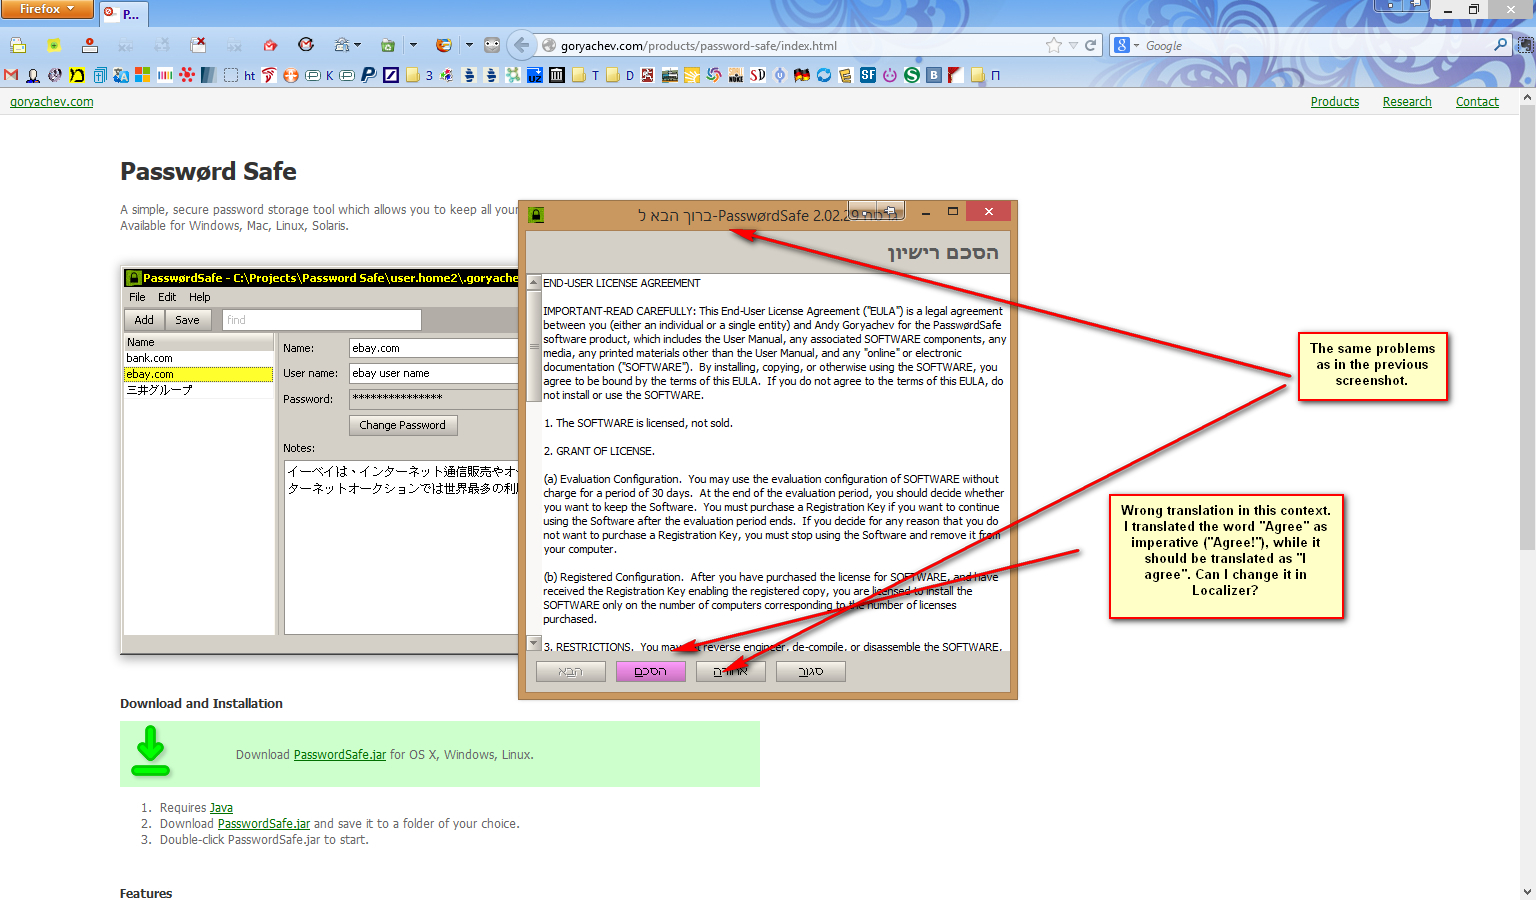 Firefox
P...
goryachev.com/products/password-safe/index.html
Google
K
3
T
D
ht
П
goryachev.com
Products
Research
Contact
Passwørd Safe
A simple, secure password storage tool which allows you to keep all your
Available for Windows, Mac, Linux, Solaris.
PasswørdSafe - C:\Projects\Password Safe\user.home2\.goryache
File Edit Help
Add Save find
Name
bank.com
ebay.com
三井グループ
Name: ebay.com
User name: ebay user name
Password: ***************
Change Password
Notes:
イーベイは、インターネット通信販売やオ
ターネットオークションでは世界最多の利
ברוך הבא ל-PasswørdSafe 2.02.29
הסכם רישיון
END-USER LICENSE AGREEMENT
IMPORTANT-READ CAREFULLY: This End-User License Agreement ("EULA") is a legal agreement
between you (either an individual or a single entity) and Andy Goryachev for the PasswørdSafe
software product, which includes the User Manual, any associated SOFTWARE components, any
media, any printed materials other than the User Manual, and any "online" or electronic
documentation ("SOFTWARE"). By installing, copying, or otherwise using the SOFTWARE, you
agree to be bound by the terms of this EULA. If you do not agree to the terms of this EULA, do
not install or use the SOFTWARE.
1. The SOFTWARE is licensed, not sold.
2. GRANT OF LICENSE.
(a) Evaluation Configuration. You may use the evaluation configuration of SOFTWARE without
charge for a period of 30 days. At the end of the evaluation period, you should decide whether
you want to keep the Software. You must purchase a Registration Key if you want to continue
using the Software after the evaluation period ends. If you decide for any reason that you do
not want to purchase a Registration Key, you must stop using the Software and remove it from
your computer.
(b) Registered Configuration. After you have purchased the license for SOFTWARE, and have
received the Registration Key enabling the registered copy, you are licensed to install the
SOFTWARE only on the number of computers corresponding to the number of licenses
purchased.
3. RESTRICTIONS. You may not reverse engineer, de-compile, or disassemble the SOFTWARE.
הבא
הסכם
אחורה
סגור
The same problems
as in the previous
screenshot.
Wrong translation in this context.
I translated the word "Agree" as
imperative ("Agree!"), while it
should be translated as "I
agree". Can I change it in
Localizer?
Download and Installation
Download PasswordSafe.jar for OS X, Windows, Linux.
1. Requires Java
2. Download PasswordSafe.jar and save it to a folder of your choice.
3. Double-click PasswordSafe.jar to start.
Features